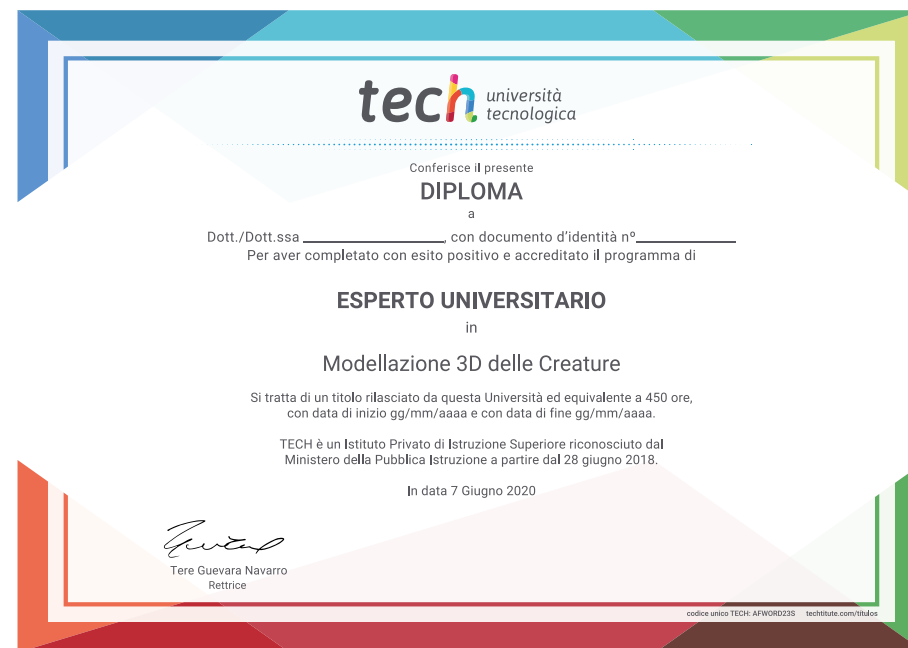 tech università
tecnologica
Conferisce il presente
DIPLOMA
a
Dott./Dott.ssa ________________, con documento d'identità nº____________
Per aver completato con esito positivo e accreditato il programma di
ESPERTO UNIVERSITARIO
in
Modellazione 3D delle Creature
Si tratta di un titolo rilasciato da questa Università ed equivalente a 450 ore,
con data di inizio gg/mm/aaaa e con data di fine gg/mm/aaaa.
TECH è un Istituto Privato di Istruzione Superiore riconosciuto dal
Ministero della Pubblica Istruzione a partire dal 28 giugno 2018.
In data 7 Giugno 2020
Tere Guevara Navarro
Rettrice
codice unico TECH: AFWORD23S techtitute.com/titulos